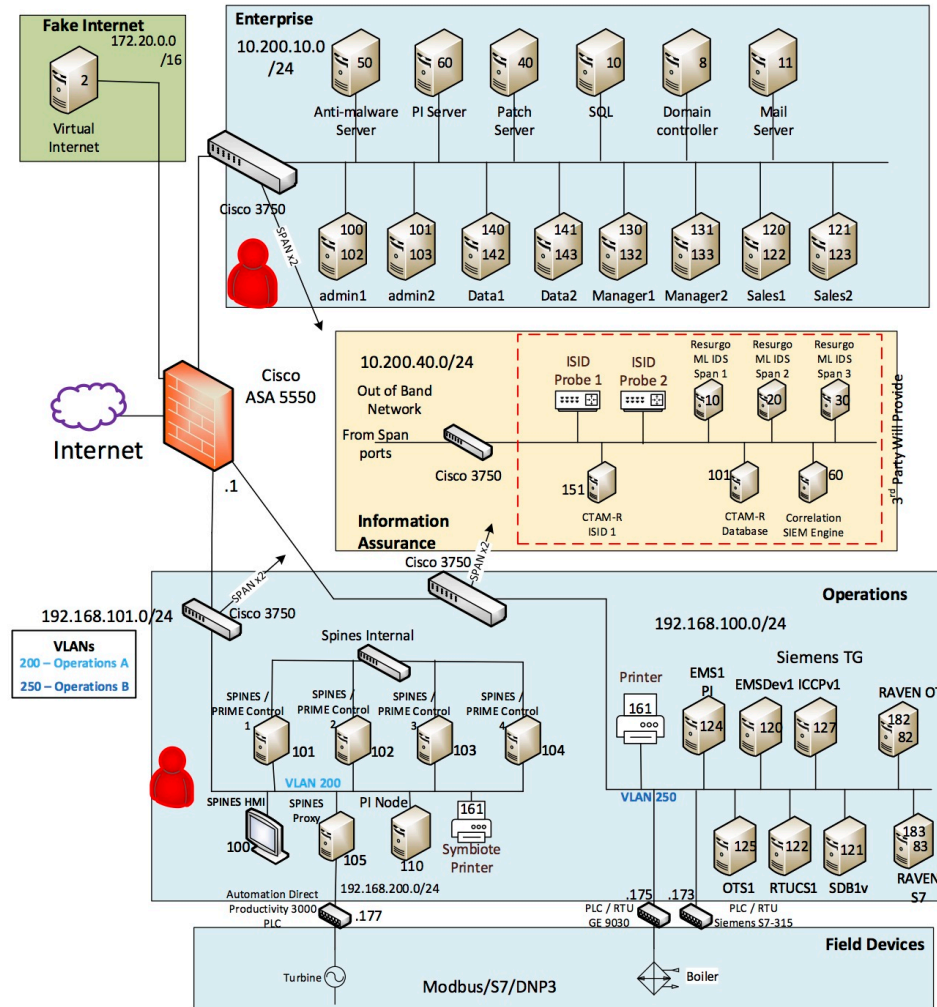 Fake Internet
172.20.0.0
/16
2
Virtual
Internet
Enterprise
10.200.10.0
/24
50
60
40
10
8
11
Anti-malware
Server
PI Server
Patch
Server
SQL
Domain
controller
Mail
Server
Cisco 3750
SPAN x2
100
102
101
103
140
142
141
143
130
132
131
133
120
122
121
123
admin1
admin2
Data1
Data2
Manager1
Manager2
Sales1
Sales2
Internet
Cisco
ASA 5550
.1
10.200.40.0/24
Out of Band
Network
From Span
ports
Cisco 3750
ISID
Probe 1
ISID
Probe 2
Resurgo
ML IDS
Span 1
Resurgo
ML IDS
Span 2
Resurgo
ML IDS
Span 3
10
20
30
151
101
60
CTAM-R
ISID 1
CTAM-R
Database
Correlation
SIEM Engine
3rd Party Will Provide
Information
Assurance
Cisco 3750
SPAN x2
SPAN x2
Cisco 3750
192.168.101.0/24
VLANs
200 – Operations A
250 – Operations B
Operations
192.168.100.0/24
Siemens TG
Spines Internal
SPINES /
PRIME Control
1
SPINES /
PRIME Control
2
SPINES /
PRIME Control
3
SPINES /
PRIME Control
4
101
102
103
104
VLAN 200
SPINES HMI
100
SPINES
Proxy
105
PI Node
110
161
Symbiote
Printer
Printer
161
EMS1
PI
124
EMSDev1
120
ICCPv1
127
RAVEN OT
182
82
VLAN 250
125
OTS1
122
RTUCS1
121
SDB1v
183
83
RAVEN
S7
192.168.200.0/24
Automation Direct
Productivity 3000
PLC
.177
.175
PLC / RTU
GE 9030
.173
PLC / RTU
Siemens S7-315
Field Devices
Turbine
Modbus/S7/DNP3
Boiler